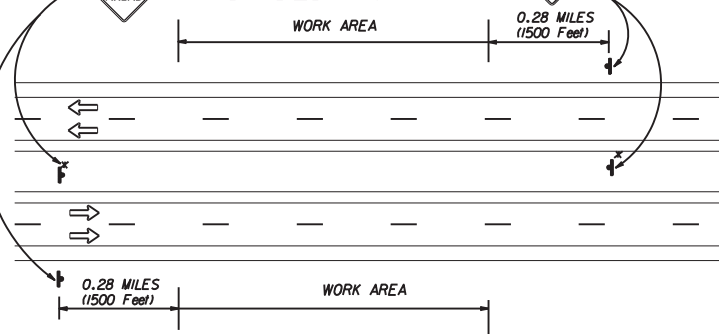 WORK AREA
0.28 MILES
(1500 Feet)
x
x
0.28 MILES
(1500 Feet)
WORK AREA